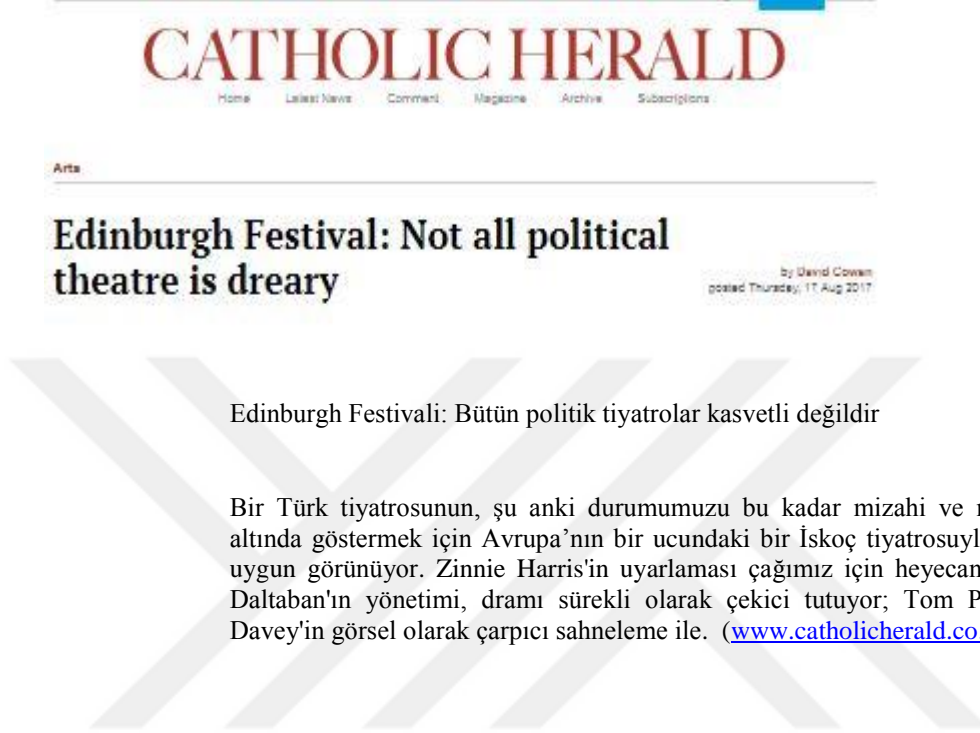 CATHOLIC HERALD
Home Latest News Comment Magazine Archive Subscriptions
Arts
Edinburgh Festival: Not all political
theatre is dreary
by David Cowan
posted Thursday, 17 Aug 2017
Edinburgh Festivali: Bütün politik tiyatrolar kasvetli değildir
Bir Türk tiyatrosunun, şu anki durumumuzu bu kadar mizahi ve
altında göstermek için Avrupa’nın bir ucundaki bir İskoç tiyatrosuyl
uygun görünüyor. Zinnie Harris'in uyarlaması çağımız için heyecan
Daltaban'ın yönetimi, dramı sürekli olarak çekici tutuyor; Tom P
Davey'in görsel olarak çarpıcı sahneleme ile. (www.catholicherald.co